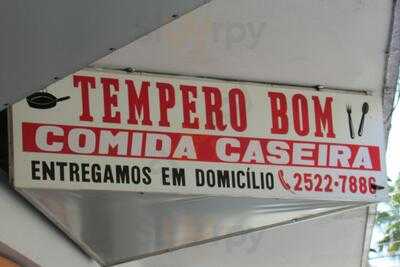 TEMPERO BOM
COMIDA CASEIRA
ENTREGAMOS EM DOMICÍLIO 2522-7886